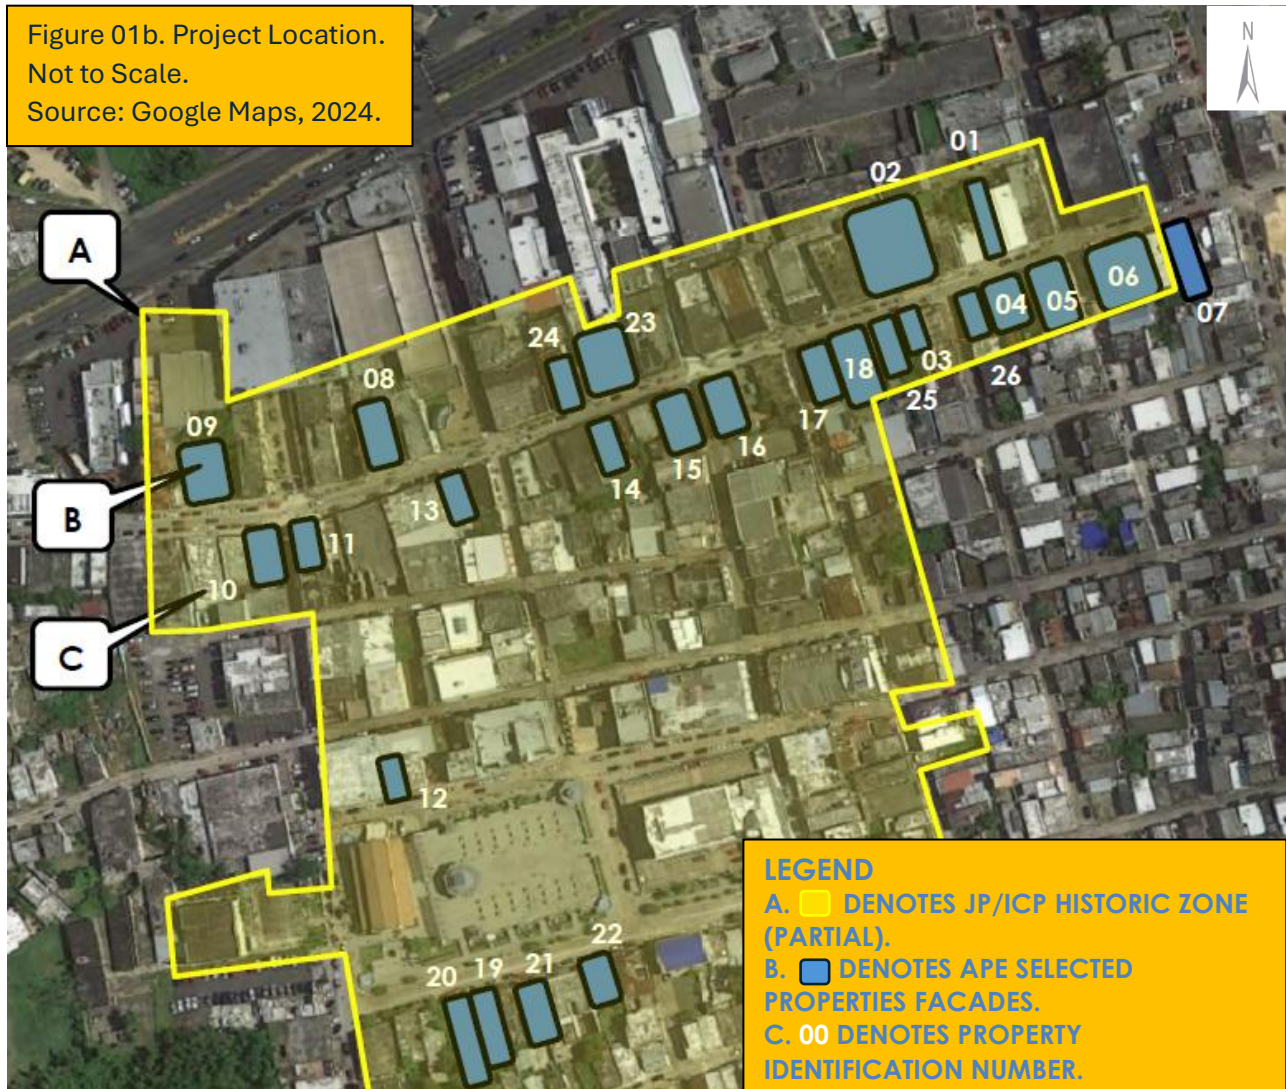 Figure 01b. Project Location.
Not to Scale.
Source: Google Maps, 2024.
N
01
02
A
06
04
05
07
23
24
03
18
08
25
26
17
16
09
15
14
13
B
11
10
C
12
22
20
19
21
LEGEND
A. DENOTES JP/ICP HISTORIC ZONE
(PARTIAL).
B. DENOTES APE SELECTED
PROPERTIES FACADES.
C. 00 DENOTES PROPERTY
IDENTIFICATION NUMBER.